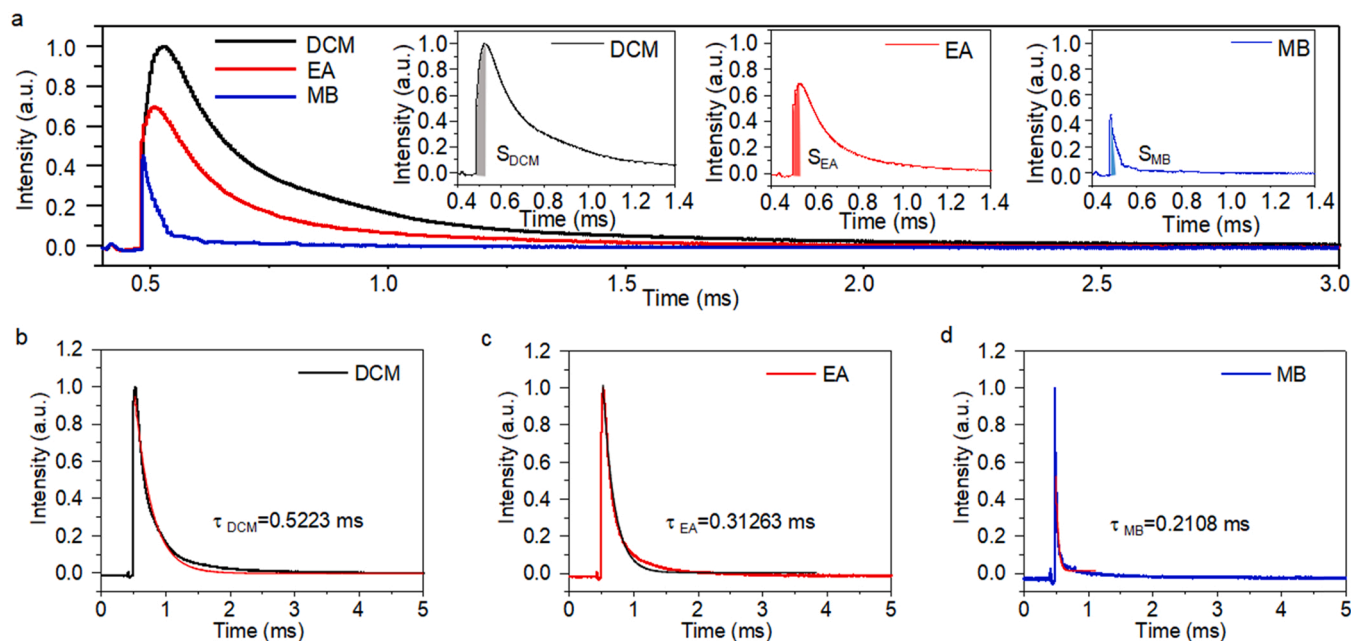 a
Intensity (a.u.)
1.0
0.8
0.6
0.4
0.2
0.0
DCM
EA
MB
0.5 1.0 1.5 2.0 2.5 3.0
Time (ms)
Intensity (a.u.)
1.0
0.8
0.6
0.4
0.2
0.0
DCM
S DCM
0.4 0.6 0.8 1.0 1.2 1.4
Time (ms)
Intensity (a.u.)
1.0
0.8
0.6
0.4
0.2
0.0
EA
S EA
0.4 0.6 0.8 1.0 1.2 1.4
Time (ms)
Intensity (a.u.)
1.0
0.8
0.6
0.4
0.2
0.0
MB
S MB
0.4 0.6 0.8 1.0 1.2 1.4
Time (ms)
b
Intensity (a.u.)
1.2
1.0
0.8
0.6
0.4
0.2
0.0
DCM
τ DCM=0.5223 ms
0 1 2 3 4 5
Time (ms)
c
Intensity (a.u.)
1.2
1.0
0.8
0.6
0.4
0.2
0.0
EA
τ EA=0.31263 ms
0 1 2 3 4 5
Time (ms)
d
Intensity (a.u.)
1.2
1.0
0.8
0.6
0.4
0.2
0.0
MB
τ MB=0.2108 ms
0 1 2 3 4 5
Time (ms)